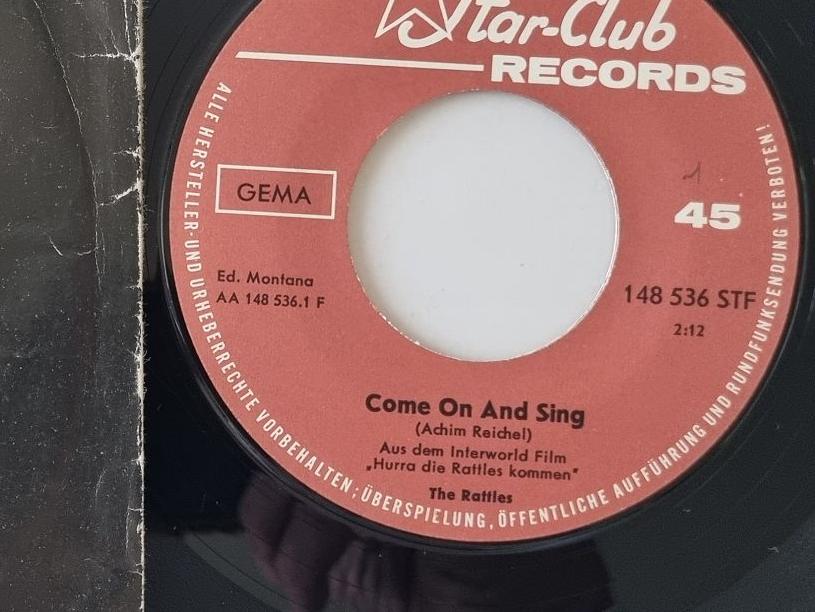 Star-Club
RECORDS
GEMA
1
45
Ed. Montana
AA 148 536.1 F
148 536 STF
2:12
Come On And Sing
(Achim Reichel)
Aus dem Interworld Film
„Hurra die Rattles kommen"
The Rattles
ALLE HERSTELLER-UND URHEBERRECHTE VORBEHALTEN; ÜBERSPIELUNG, ÖFFENTLICHE AUFFÜHRUNG UND RUNDFUNKSENDUNG VERBOTEN!